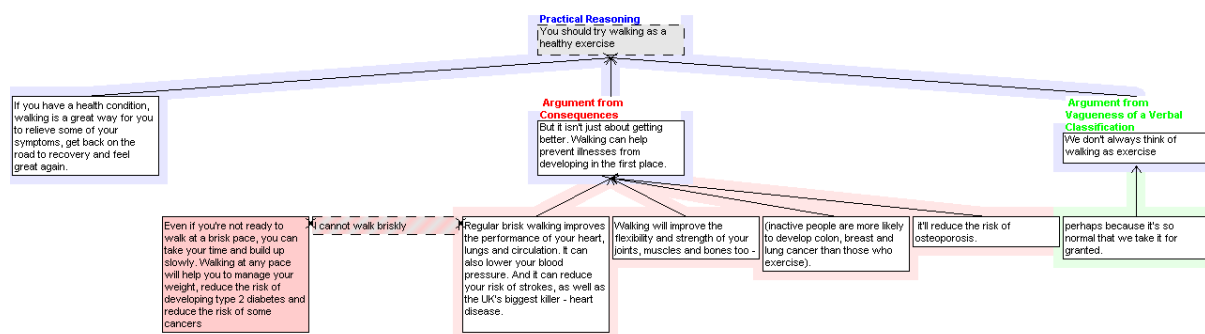 Practical Reasoning
You should try walking as a
healthy exercise
If you have a health condition,
walking is a great way for you
to relieve some of your
symptoms, get back on the
road to recovery and feel
great again.
Argument from
Consequences
But it isn't just about getting
better. Walking can help
prevent illnesses from
developing in the first place.
Argument from
Vagueness of a Verbal
Classification
We don't always think of
walking as exercise
Even if you're not ready to
walk at a brisk pace, you can
take your time and build up
slowly. Walking at any pace
will help you to manage your
weight, reduce the risk of
developing type 2 diabetes and
reduce the risk of some
cancers
I cannot walk briskly
Regular brisk walking improves
the performance of your heart,
lungs and circulation. It can
also lower your blood
pressure. And it can reduce
your risk of strokes, as well as
the UK's biggest killer - heart
disease.
Walking will improve the
flexibility and strength of your
joints, muscles and bones too -
(inactive people are more likely
to develop colon, breast and
lung cancer than those who
exercise).
it'll reduce the risk of
osteoporosis.
perhaps because it's so
normal that we take it for
granted.